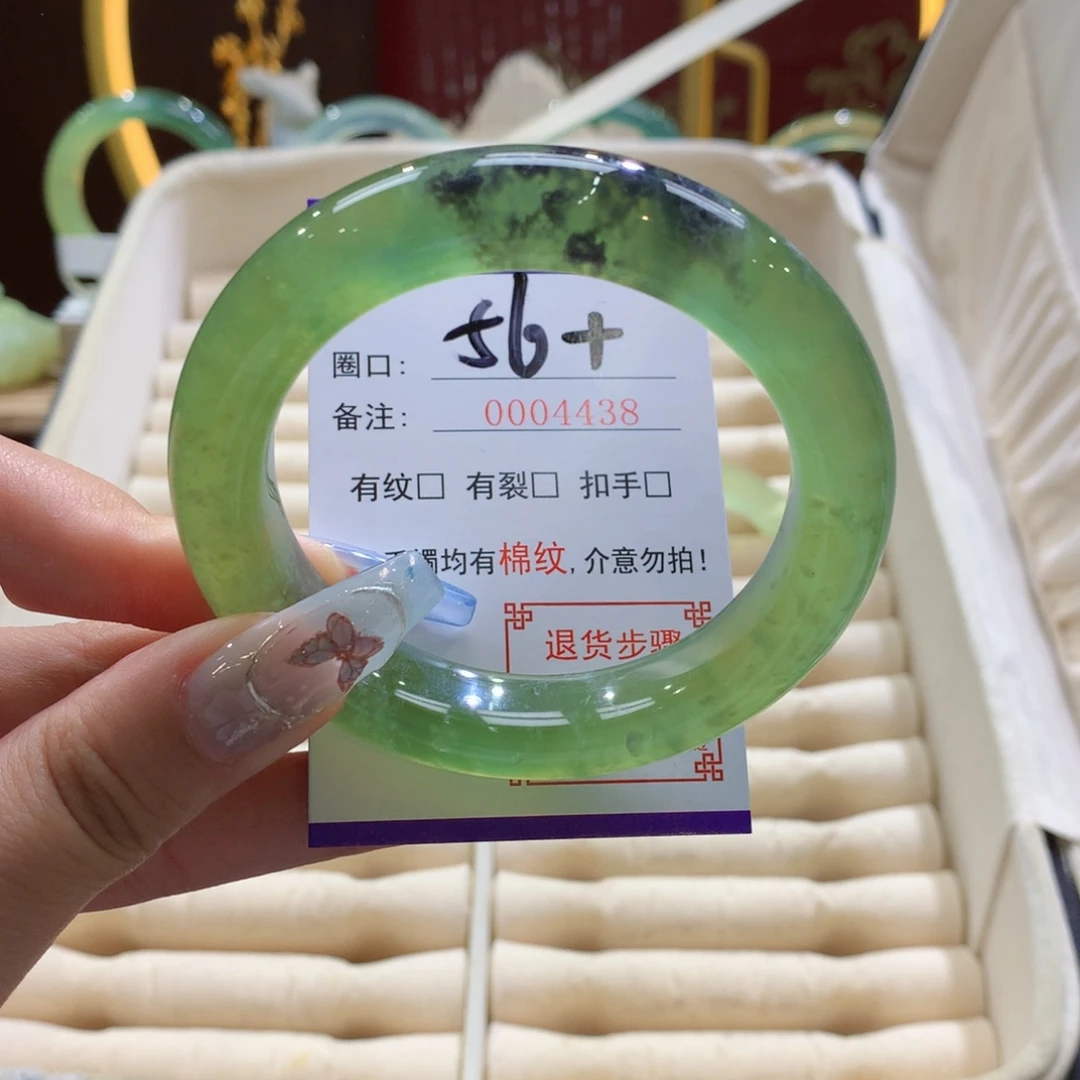 圈口: 56+
备注: 0004438
有纹□ 有裂□ 扣手□
镯均有棉纹,介意勿拍!
退货步骤